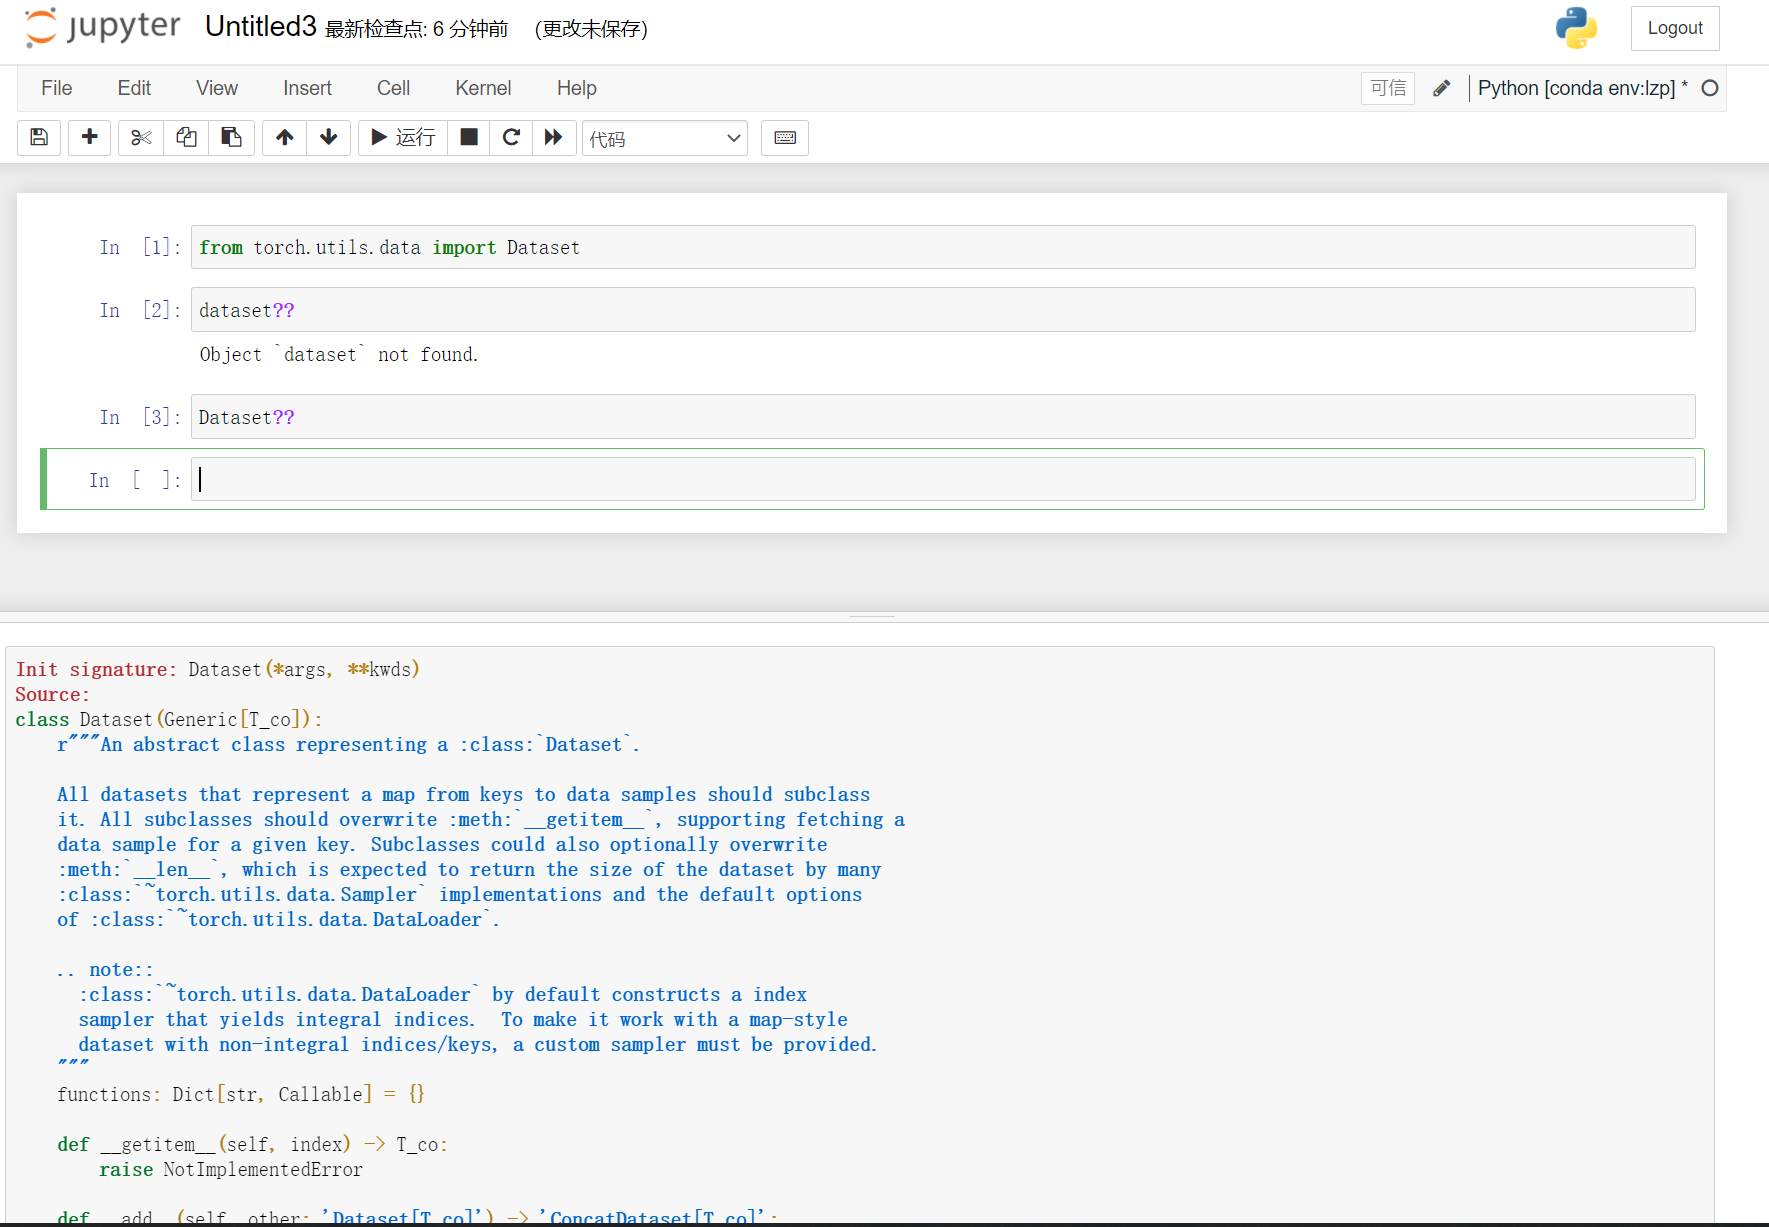 jupyter Untitled3 最新检查点: 6 分钟前 (更改未保存) Logout
File Edit View Insert Cell Kernel Help 可信 Python [conda env:lzp] *
运行 代码
In [1]: from torch.utils.data import Dataset
In [2]: dataset??
Object `dataset` not found.
In [3]: Dataset??
In [ ]:
Init signature: Dataset(*args, **kwds)
Source:
class Dataset(Generic[T_co]):
r"""An abstract class representing a :class:`Dataset`.
All datasets that represent a map from keys to data samples should subclass
it. All subclasses should overwrite :meth:`__getitem__`, supporting fetching a
data sample for a given key. Subclasses could also optionally overwrite
:meth:`__len__`, which is expected to return the size of the dataset by many
:class:`~torch.utils.data.Sampler` implementations and the default options
of :class:`~torch.utils.data.DataLoader`.
.. note::
:class:`~torch.utils.data.DataLoader` by default constructs a index
sampler that yields integral indices.  To make it work with a map-style
dataset with non-integral indices/keys, a custom sampler must be provided.
"""
functions: Dict[str, Callable] = {}
def __getitem__(self, index) -> T_co:
raise NotImplementedError
def __add__(self, other: 'Dataset[T_co]') -> 'ConcatDataset[T_co]':